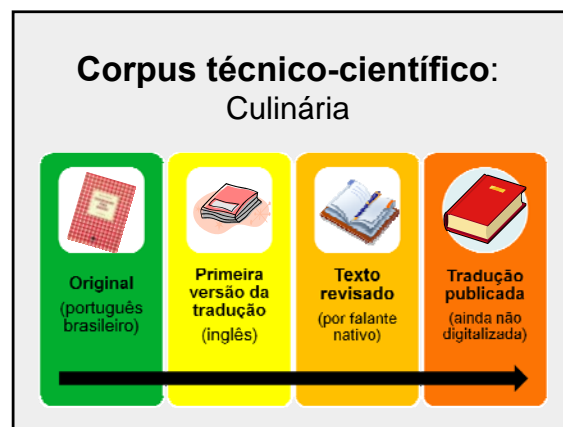 Corpus técnico-científico:
Culinária
Original
(português
brasileiro)
Primeira
versão da
tradução
(inglês)
Texto
revisado
(por falante
nativo)
Tradução
publicada
(ainda não
digitalizada)